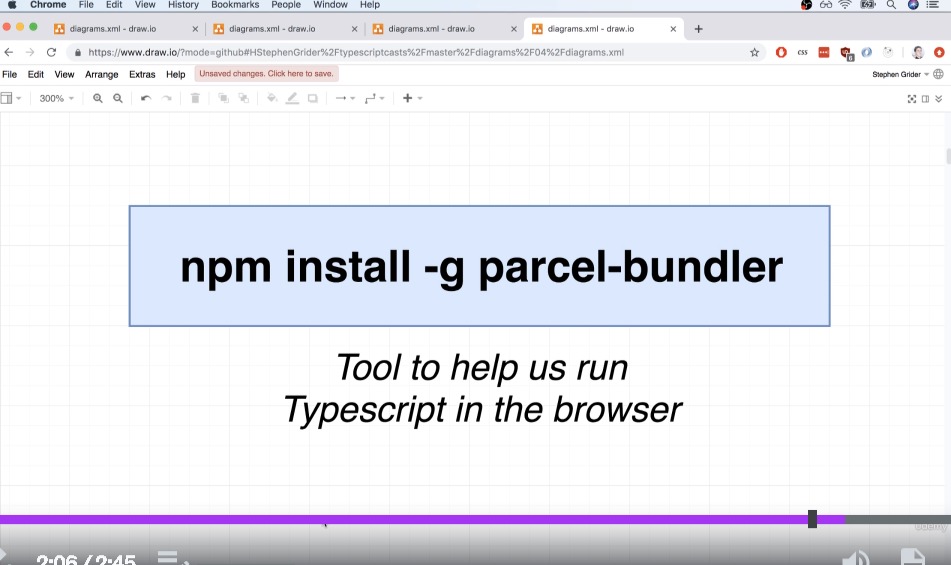 Chrome File Edit View History Bookmarks People Window Help
diagrams.xml - draw.io diagrams.xml - draw.io diagrams.xml - draw.io diagrams.xml - draw.io
https://www.draw.io/?mode=github#HStephenGrider%2Ftypescriptcasts%2Fmaster%2Fdiagrams%2F04%2Fdiagrams.xml
css
File Edit View Arrange Extras Help Unsaved changes. Click here to save. Stephen Grider
300%
npm install -g parcel-bundler
Tool to help us run
Typescript in the browser
Udemy
2:06 / 2:45